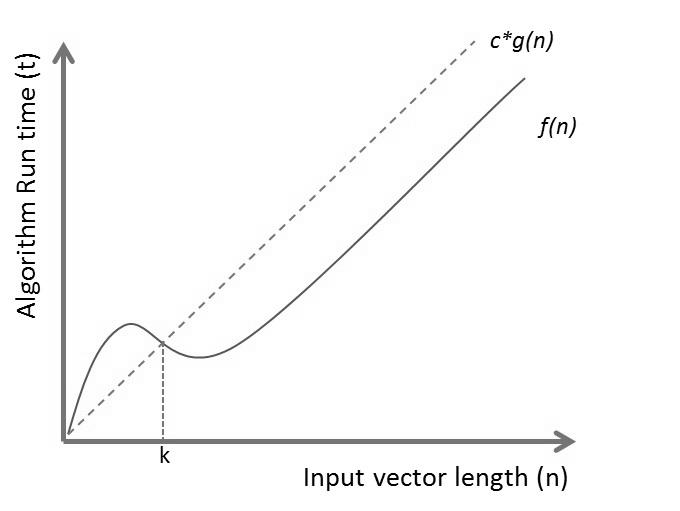 c*g(n)
f(n)
Algorithm Run time (t)
k
Input vector length (n)